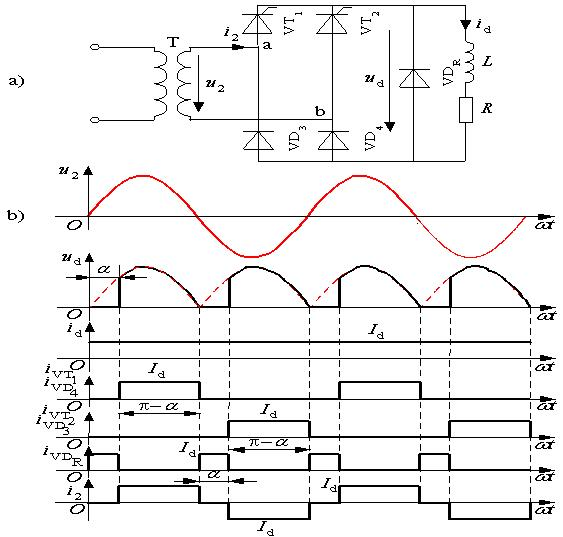 a)
T
i2
a
VT1
VT2
id
u2
ud
VDR
L
R
b
VD3
VD4
b)
u2
O
ωt
ud
α
O
ωt
id
Id
O
ωt
iVT1
iVD4
Id
O
π−α
ωt
iVT2
iVD3
Id
O
π−α
ωt
iVDR
Id
O
α
ωt
i2
Id
O
ωt
Id